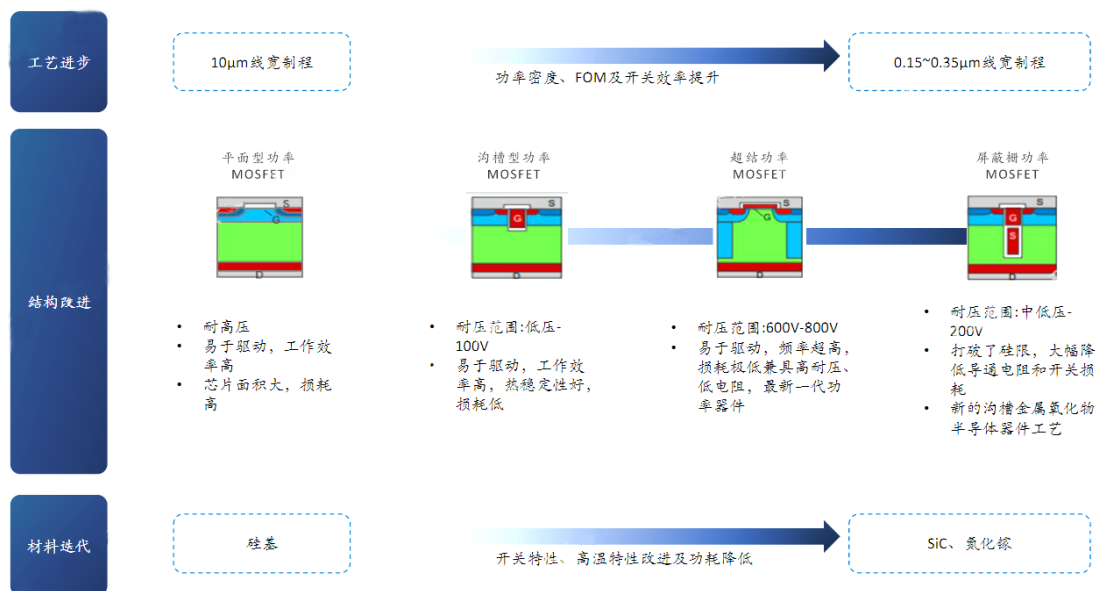 工艺进步
10μm线宽制程
功率密度、FOM及开关效率提升
0.15~0.35μm线宽制程
结构改进
平面型功率
MOSFET
S
G
D
• 耐高压
• 易于驱动，工作效
率高
• 芯片面积大，损耗
高
沟槽型功率
MOSFET
S
G
D
• 耐压范围:低压-
100V
• 易于驱动，工作效
率高，热稳定性好，
损耗低
超结功率
MOSFET
S
G
D
• 耐压范围:600V-800V
• 易于驱动，频率超高，
损耗极低兼具高耐压、
低电阻，最新一代功
率器件
屏蔽栅功率
MOSFET
S
G
S
D
• 耐压范围:中低压-
200V
• 打破了硅限，大幅降
低导通电阻和开关损
耗
• 新的沟槽金属氧化物
半导体器件工艺
材料迭代
硅基
开关特性、高温特性改进及功耗降低
SiC、氮化镓